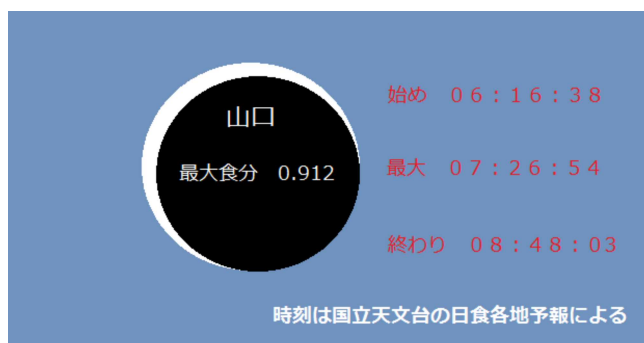 山口
最大食分　0.912
始め　０６：１６：３８
最大　０７：２６：５４
終わり　０８：４８：０３
時刻は国立天文台の日食各地予報による